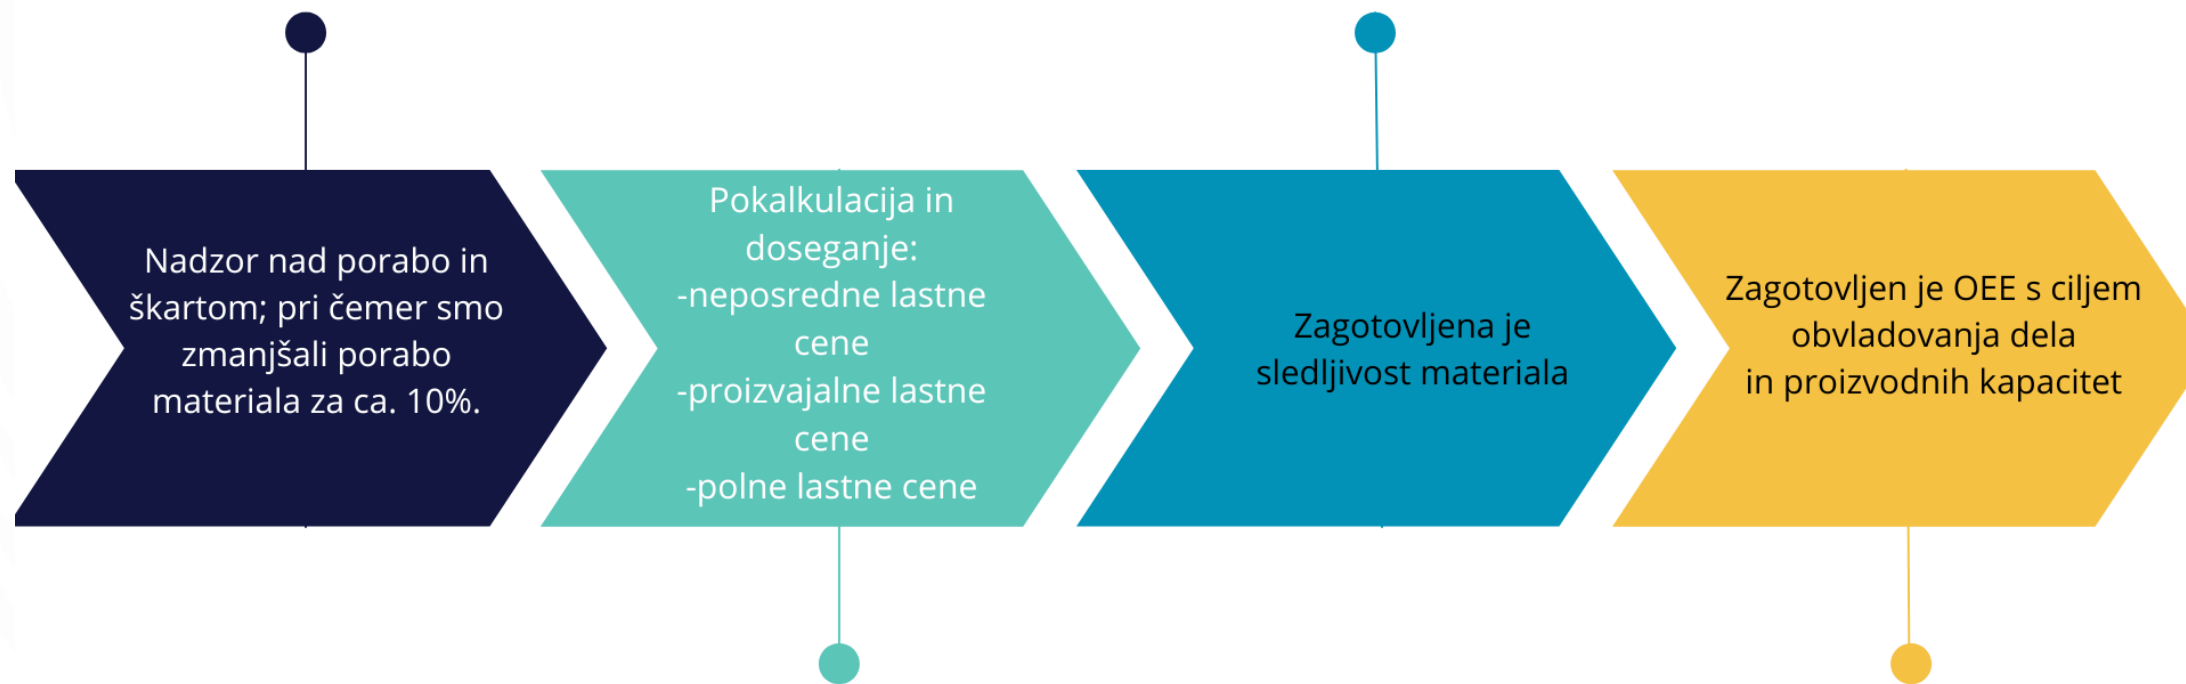 Nadzor nad porabo in
škartom; pri čemer smo
zmanjšali porabo
materiala za ca. 10%.
Pokalkulacija in
doseganje:
-neposredne lastne
cene
-proizvajalne lastne
cene
-polne lastne cene
Zagotovljena je
sledljivost materiala
Zagotovljen je OEE s ciljem
obvladovanja dela
in proizvodnih kapacitet